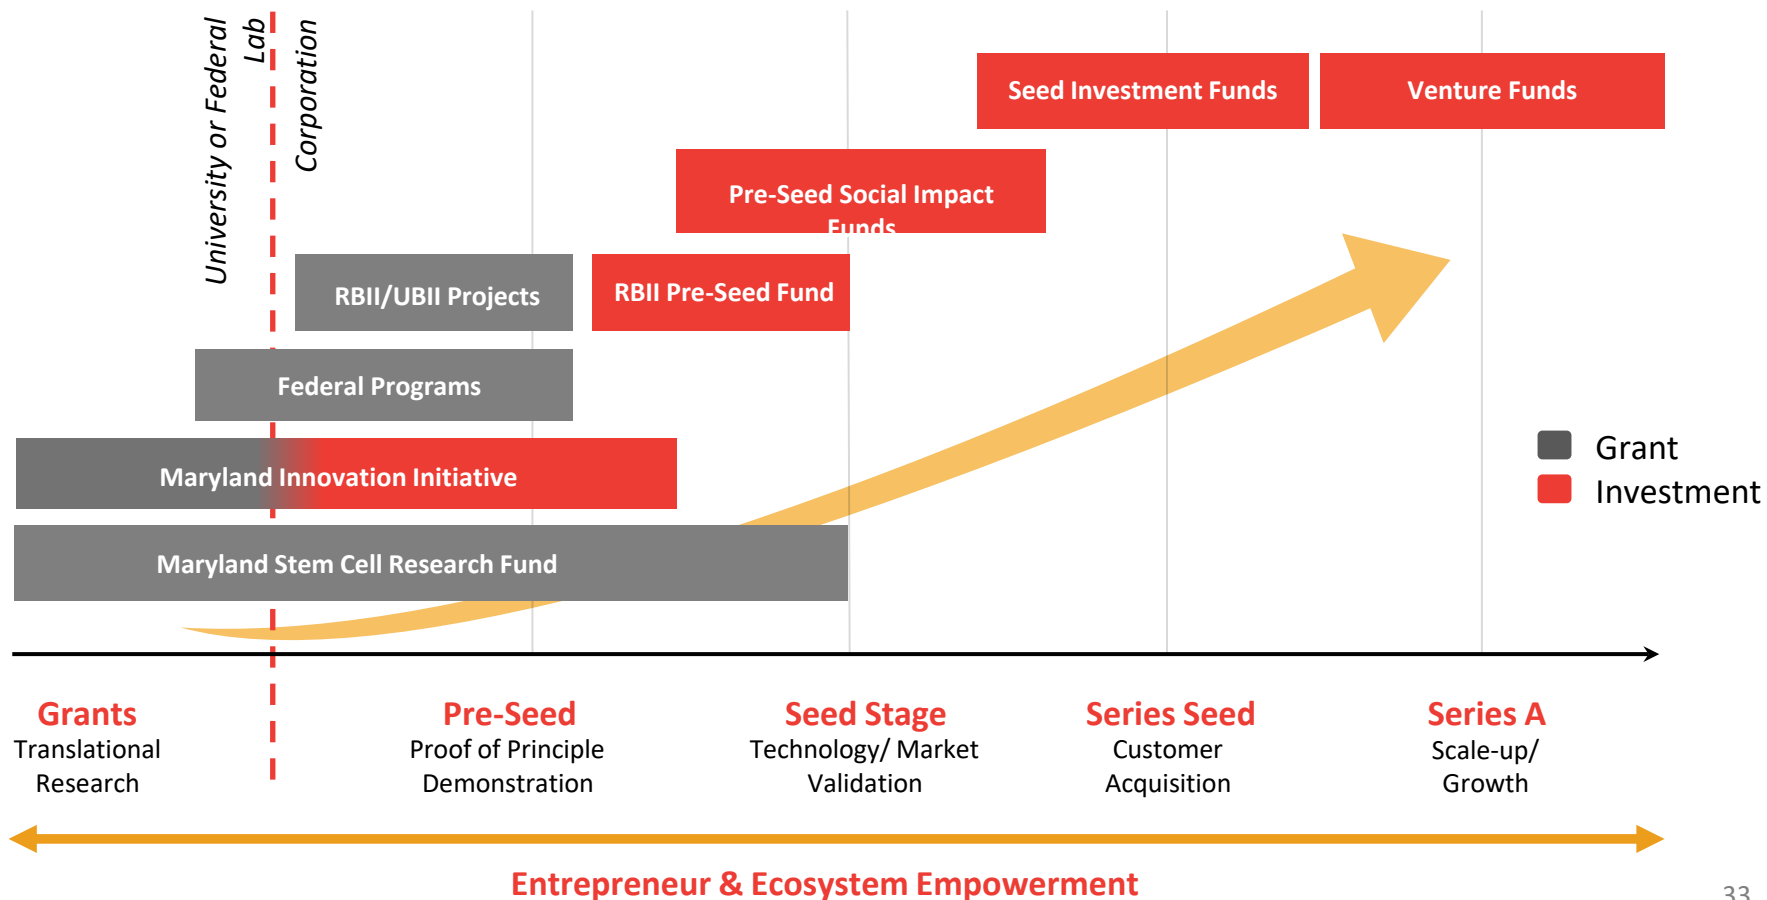 University or Federal
Lab
Corporation
Seed Investment Funds
Venture Funds
Pre-Seed Social Impact
Funds
RBII/UBII Projects
RBII Pre-Seed Fund
Federal Programs
Maryland Innovation Initiative
Maryland Stem Cell Research Fund
Grant
Investment
Grants
Translational
Research
Pre-Seed
Proof of Principle
Demonstration
Seed Stage
Technology/ Market
Validation
Series Seed
Customer
Acquisition
Series A
Scale-up/
Growth
Entrepreneur & Ecosystem Empowerment
33